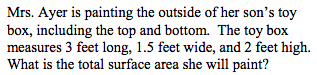 Mrs. Ayer is painting the outside of her son's toy
box, including the top and bottom.  The toy box
measures 3 feet long, 1.5 feet wide, and 2 feet high.
What is the total surface area she will paint?